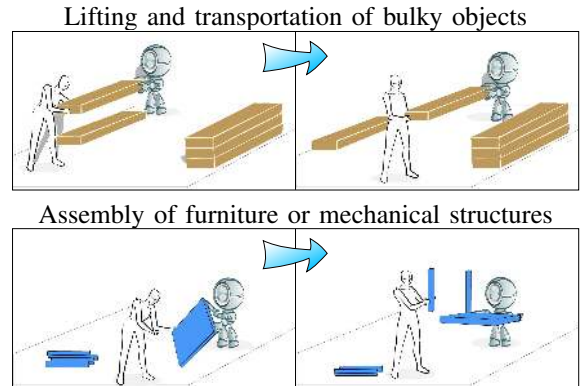 Lifting and transportation of bulky objects
Assembly of furniture or mechanical structures